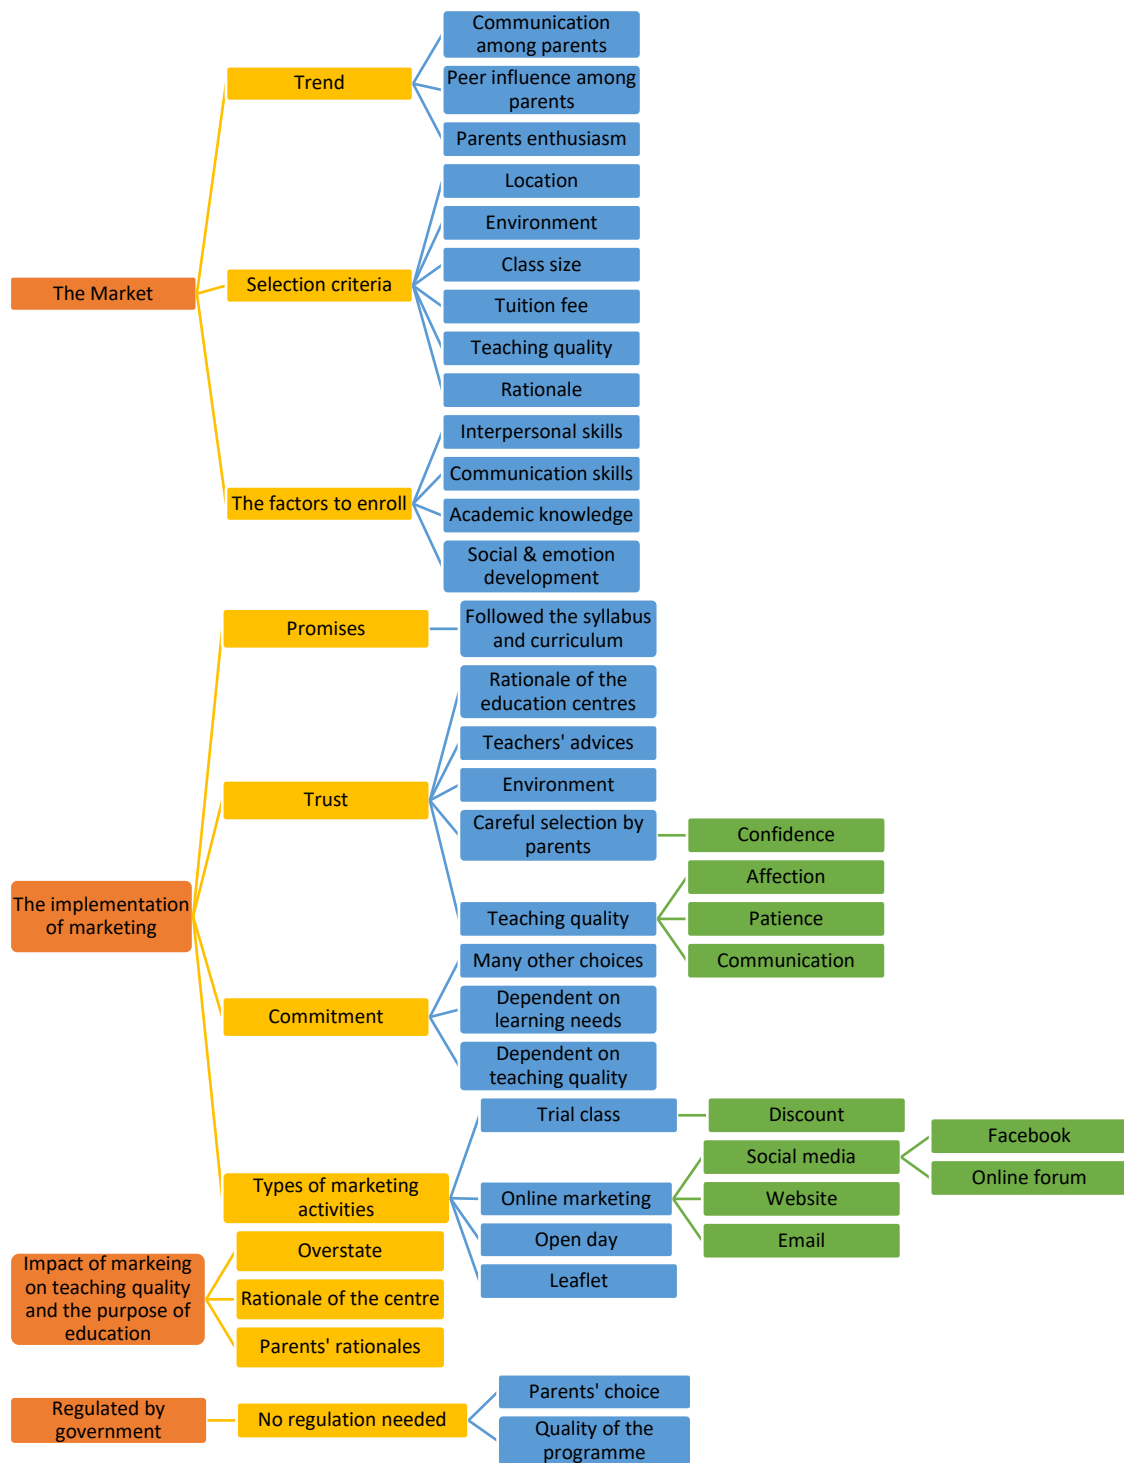 The Market
Trend
Communication
among parents
Peer influence among
parents
Parents enthusiasm
Selection criteria
Location
Environment
Class size
Tuition fee
Teaching quality
Rationale
The factors to enroll
Interpersonal skills
Communication skills
Academic knowledge
Social & emotion
development
The implementation
of marketing
Promises
Followed the syllabus
and curriculum
Trust
Rationale of the
education centres
Teachers' advices
Environment
Careful selection by
parents
Confidence
Teaching quality
Affection
Patience
Communication
Commitment
Many other choices
Dependent on
learning needs
Dependent on
teaching quality
Types of marketing
activities
Trial class
Discount
Online marketing
Social media
Facebook
Online forum
Website
Email
Open day
Leaflet
Impact of markeing
on teaching quality
and the purpose of
education
Overstate
Rationale of the centre
Parents' rationales
Regulated by
government
No regulation needed
Parents' choice
Quality of the
programme